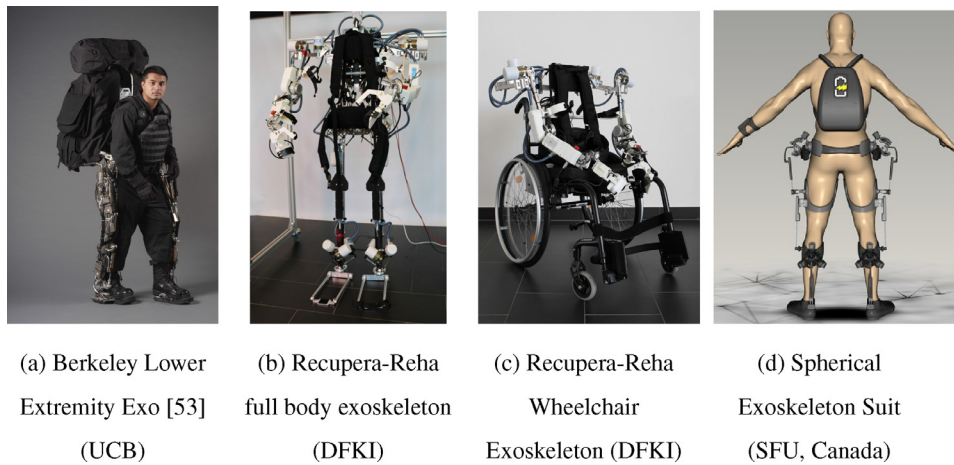 (a) Berkeley Lower
Extremity Exo [53]
(UCB)
(b) Recupera-Reha
full body exoskeleton
(DFKI)
(c) Recupera-Reha
Wheelchair
Exoskeleton (DFKI)
(d) Spherical
Exoskeleton Suit
(SFU, Canada)